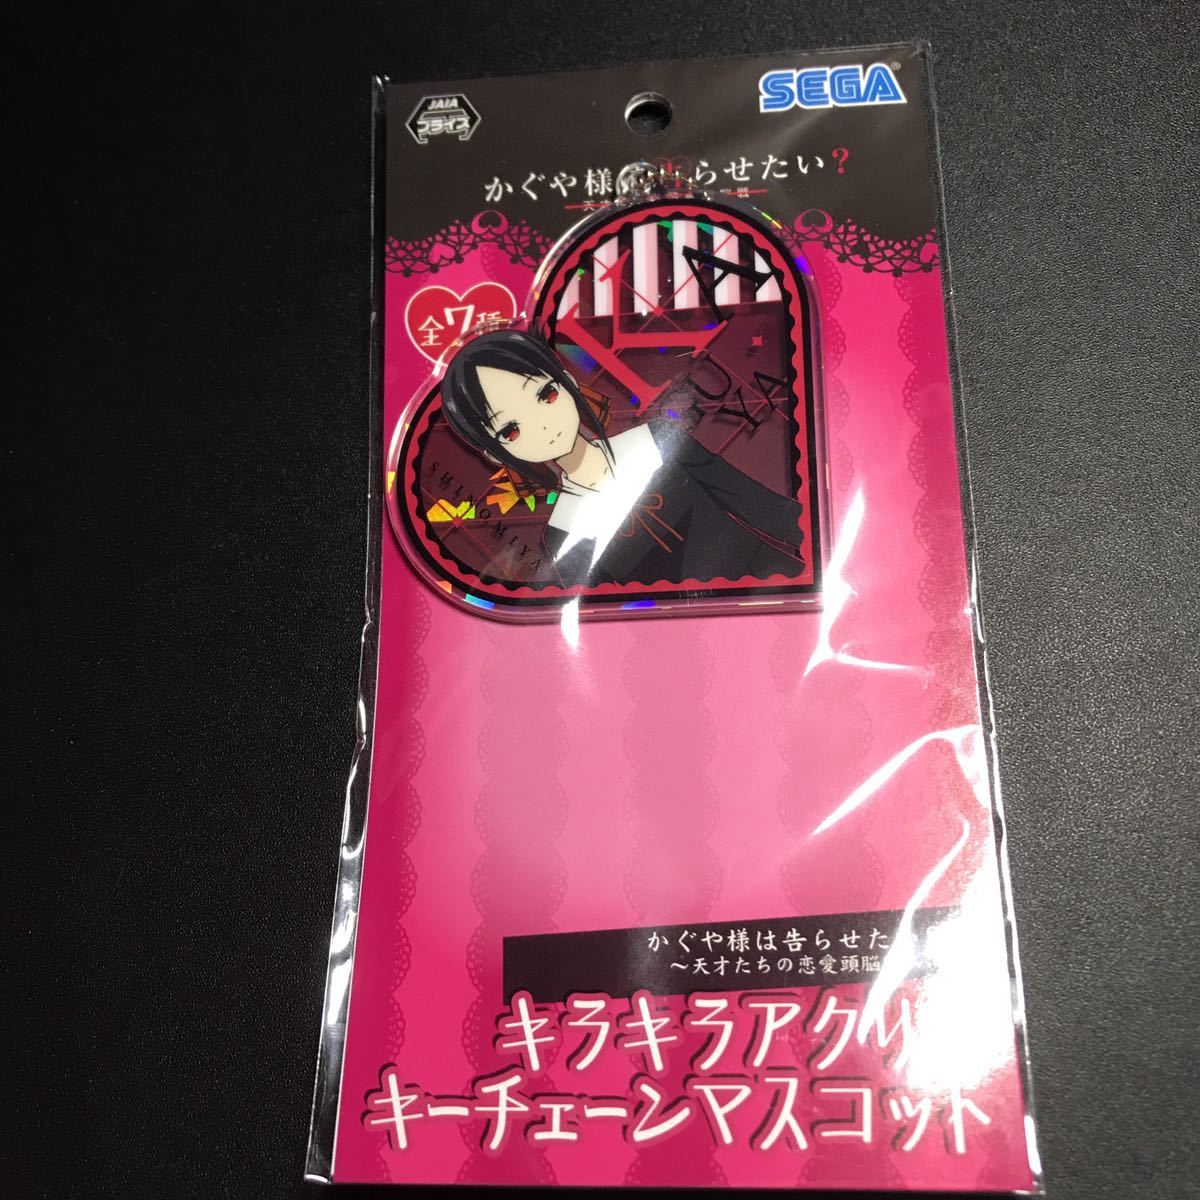 JAIA
プライズ
SEGA®
かぐや様は告らせたい?
全7種
KAGUYA
SHINOMIYA
かぐや様は告らせた
～天才たちの恋愛頭脳
キラキラアクリ
キーチェーンマスコット